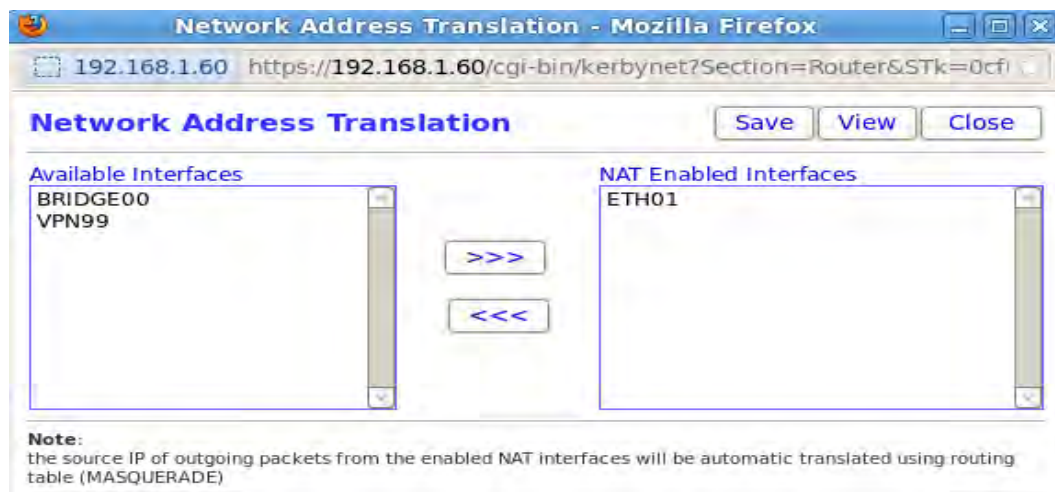 Network Address Translation - Mozilla Firefox
192.168.1.60 https://192.168.1.60/cgi-bin/kerbynet?Section=Router&STk=0cf
Network Address Translation Save View Close
Available Interfaces NAT Enabled Interfaces
BRIDGE00 ETH01
VPN99
>>>
<<<
Note:
the source IP of outgoing packets from the enabled NAT interfaces will be automatic translated using routing
table (MASQUERADE)